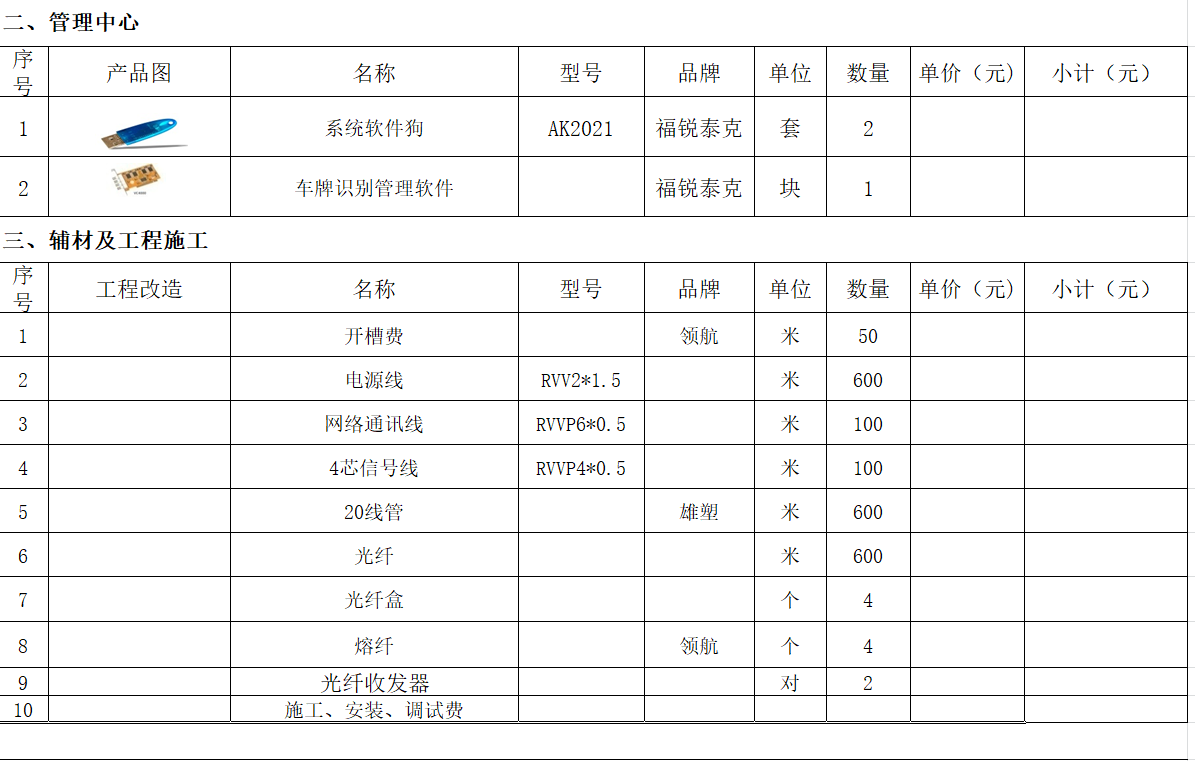 二、管理中心
序号 产品图 名称 型号 品牌 单位 数量 单价（元） 小计（元）
1 系统软件狗 AK2021 福锐泰克 套 2
2 车牌识别管理软件 福锐泰克 块 1
三、辅材及工程施工
序号 工程改造 名称 型号 品牌 单位 数量 单价（元） 小计（元）
1 开槽费 领航 米 50
2 电源线 RVV2*1.5 米 600
3 网络通讯线 RVVP6*0.5 米 100
4 4芯信号线 RVVP4*0.5 米 100
5 20线管 雄塑 米 600
6 光纤 米 600
7 光纤盒 个 4
8 熔纤 领航 个 4
9 光纤收发器 对 2
10 施工、安装、调试费